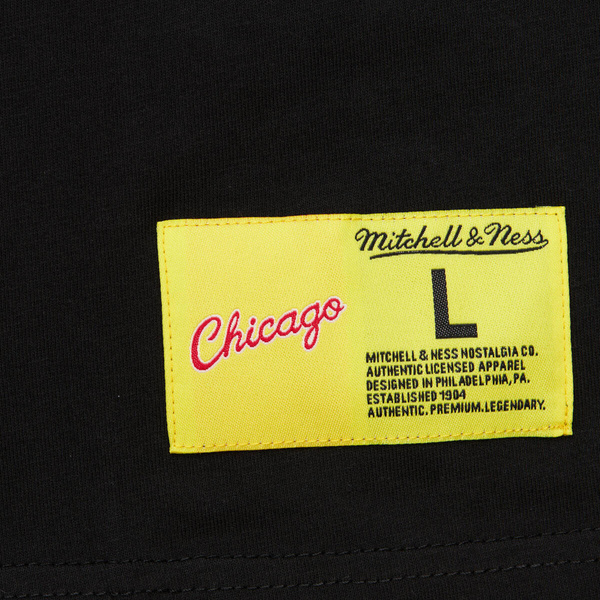 Mitchell & Ness
L
Chicago
MITCHELL & NESS NOSTALGIA CO.
AUTHENTIC LICENSED APPAREL
DESIGNED IN PHILADELPHIA, PA.
ESTABLISHED 1904
AUTHENTIC. PREMIUM. LEGENDARY.